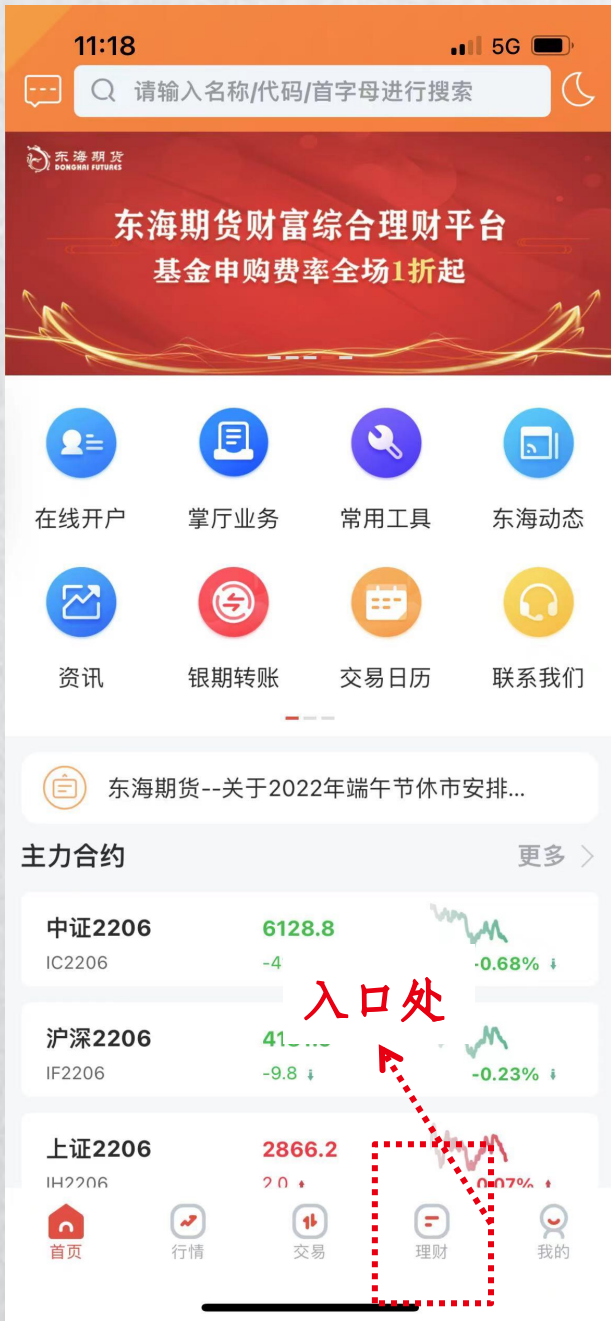 11:18
5G
请输入名称/代码/首字母进行搜索
东海期货
DONGHAI FUTURES
东海期货财富综合理财平台
基金申购费率全场1折起
在线开户 掌厅业务 常用工具 东海动态
资讯 银期转账 交易日历 联系我们
东海期货--关于2022年端午节休市安排...
主力合约 更多
中证2206 6128.8
IC2206 -0.68%
入口处
沪深2206
IF2206 -9.8 -0.23%
上证2206 2866.2
IH2206 2.0 0.07%
首页 行情 交易 理财 我的